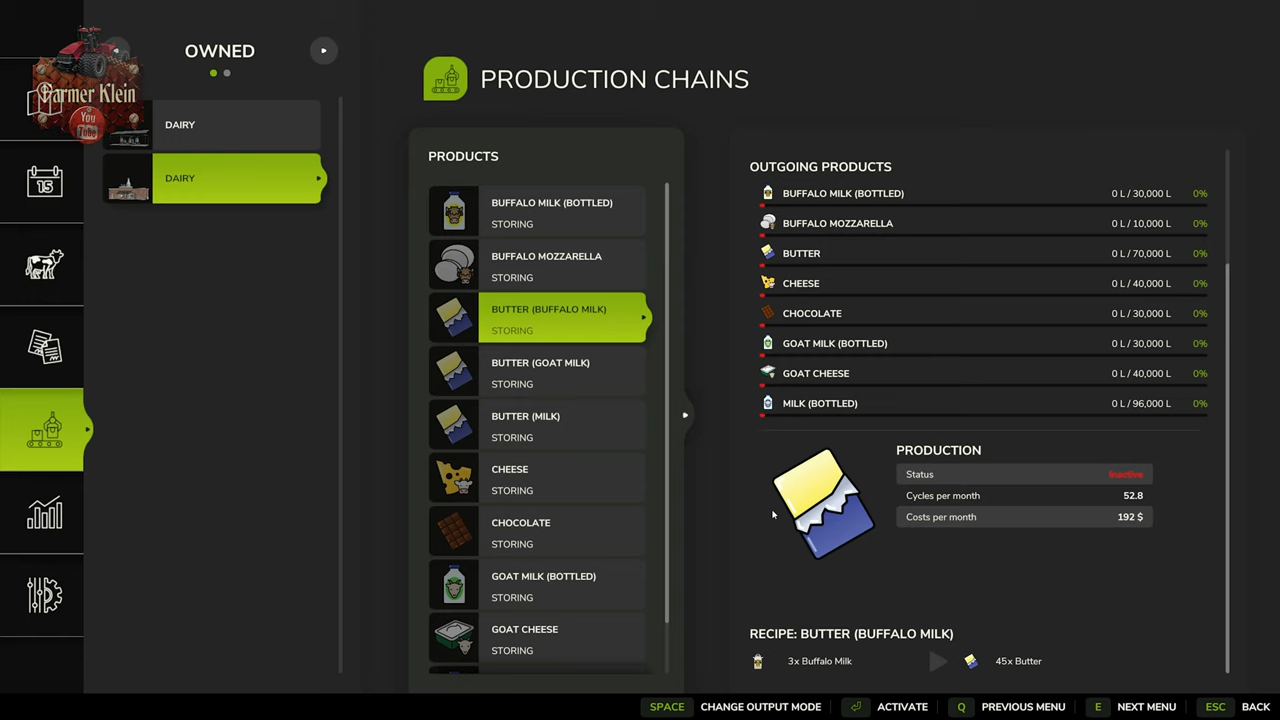 OWNED
Farmer Klein
You
Tube
15
DAIRY
DAIRY
PRODUCTION CHAINS
PRODUCTS
BUFFALO MILK (BOTTLED)
STORING
BUFFALO MOZZARELLA
STORING
BUTTER (BUFFALO MILK)
STORING
BUTTER (GOAT MILK)
STORING
BUTTER (MILK)
STORING
CHEESE
STORING
CHOCOLATE
STORING
GOAT MILK (BOTTLED)
STORING
GOAT CHEESE
STORING
OUTGOING PRODUCTS
BUFFALO MILK (BOTTLED) 0 L / 30,000 L 0%
BUFFALO MOZZARELLA 0 L / 10,000 L 0%
BUTTER 0 L / 70,000 L 0%
CHEESE 0 L / 40,000 L 0%
CHOCOLATE 0 L / 30,000 L 0%
GOAT MILK (BOTTLED) 0 L / 30,000 L 0%
GOAT CHEESE 0 L / 40,000 L 0%
MILK (BOTTLED) 0 L / 96,000 L 0%
PRODUCTION
Status Inactive
Cycles per month 52.8
Costs per month 192 $
RECIPE: BUTTER (BUFFALO MILK)
3x Buffalo Milk 45x Butter
SPACE CHANGE OUTPUT MODE ACTIVATE Q PREVIOUS MENU E NEXT MENU ESC BACK